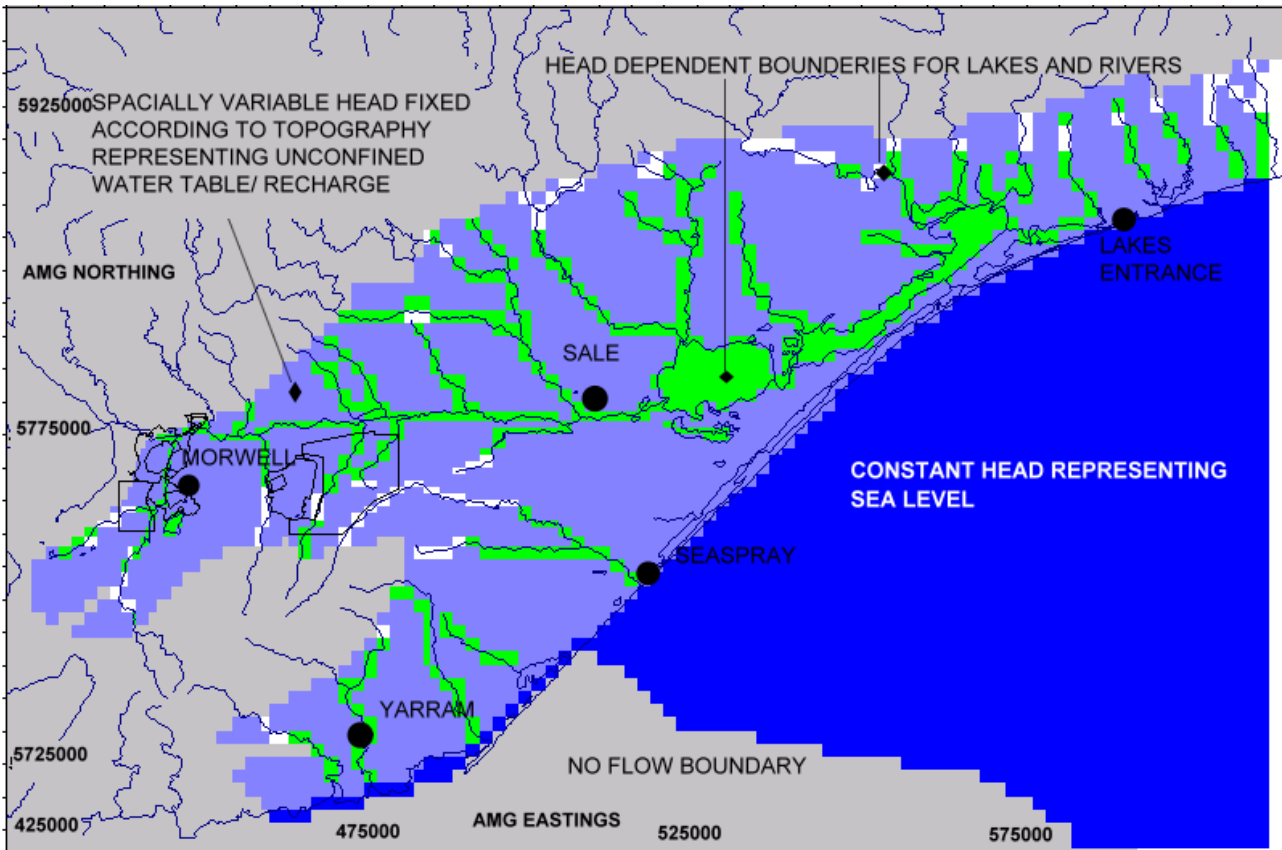 HEAD DEPENDENT BOUNDERIES FOR LAKES AND RIVERS
5925000
SPACIALLY VARIABLE HEAD FIXED
ACCORDING TO TOPOGRAPHY
REPRESENTING UNCONFINED
WATER TABLE/ RECHARGE
LAKES
ENTRANCE
AMG NORTHING
SALE
5775000
MORWELL
CONSTANT HEAD REPRESENTING
SEA LEVEL
SEASPRAY
YARRAM
5725000
NO FLOW BOUNDARY
425000
475000
AMG EASTINGS
525000
575000